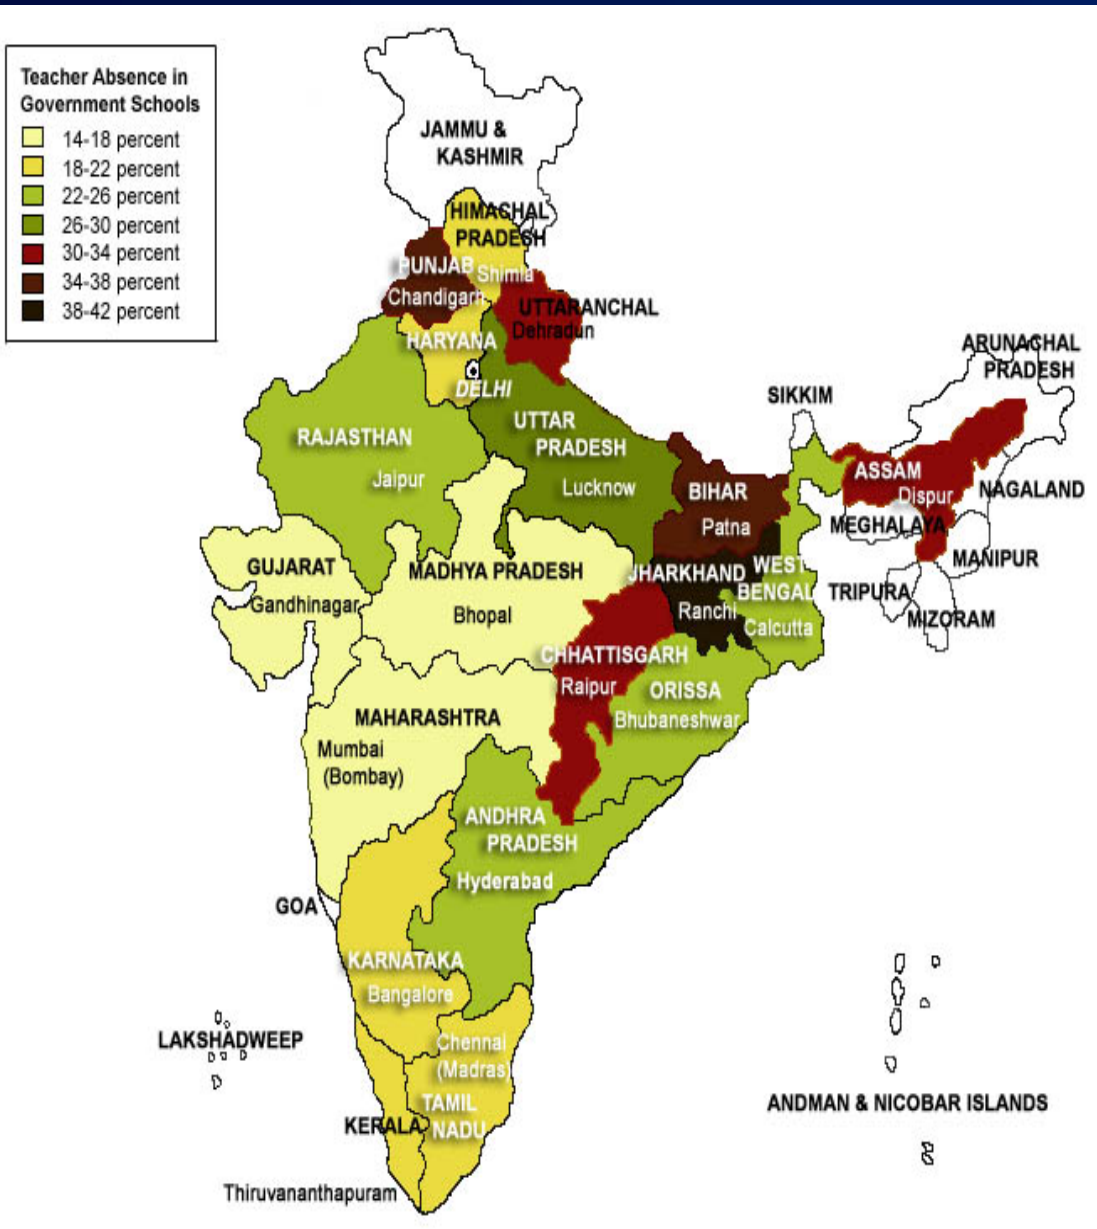 Teacher Absence in
Government Schools
14-18 percent
18-22 percent
22-26 percent
26-30 percent
30-34 percent
34-38 percent
38-42 percent
JAMMU &
KASHMIR
HIMACHAL
PRADESH
Shimla
PUNJAB
Chandigarh
UTTARANCHAL
Dehradun
HARYANA
DELHI
ARUNACHAL
PRADESH
SIKKIM
RAJASTHAN
Jaipur
UTTAR
PRADESH
Lucknow
BIHAR
Patna
ASSAM
Dispur
NAGALAND
MEGHALAYA
MANIPUR
TRIPURA
MIZORAM
GUJARAT
Gandhinagar
MADHYA PRADESH
Bhopal
JHARKHAND
Ranchi
WEST
BENGAL
Calcutta
CHHATTISGARH
Raipur
ORISSA
Bhubaneshwar
MAHARASHTRA
Mumbai
(Bombay)
ANDHRA
PRADESH
Hyderabad
GOA
KARNATAKA
Bangalore
LAKSHADWEEP
Chennai
(Madras)
TAMIL
NADU
KERALA
Thiruvananthapuram
ANDMAN & NICOBAR ISLANDS